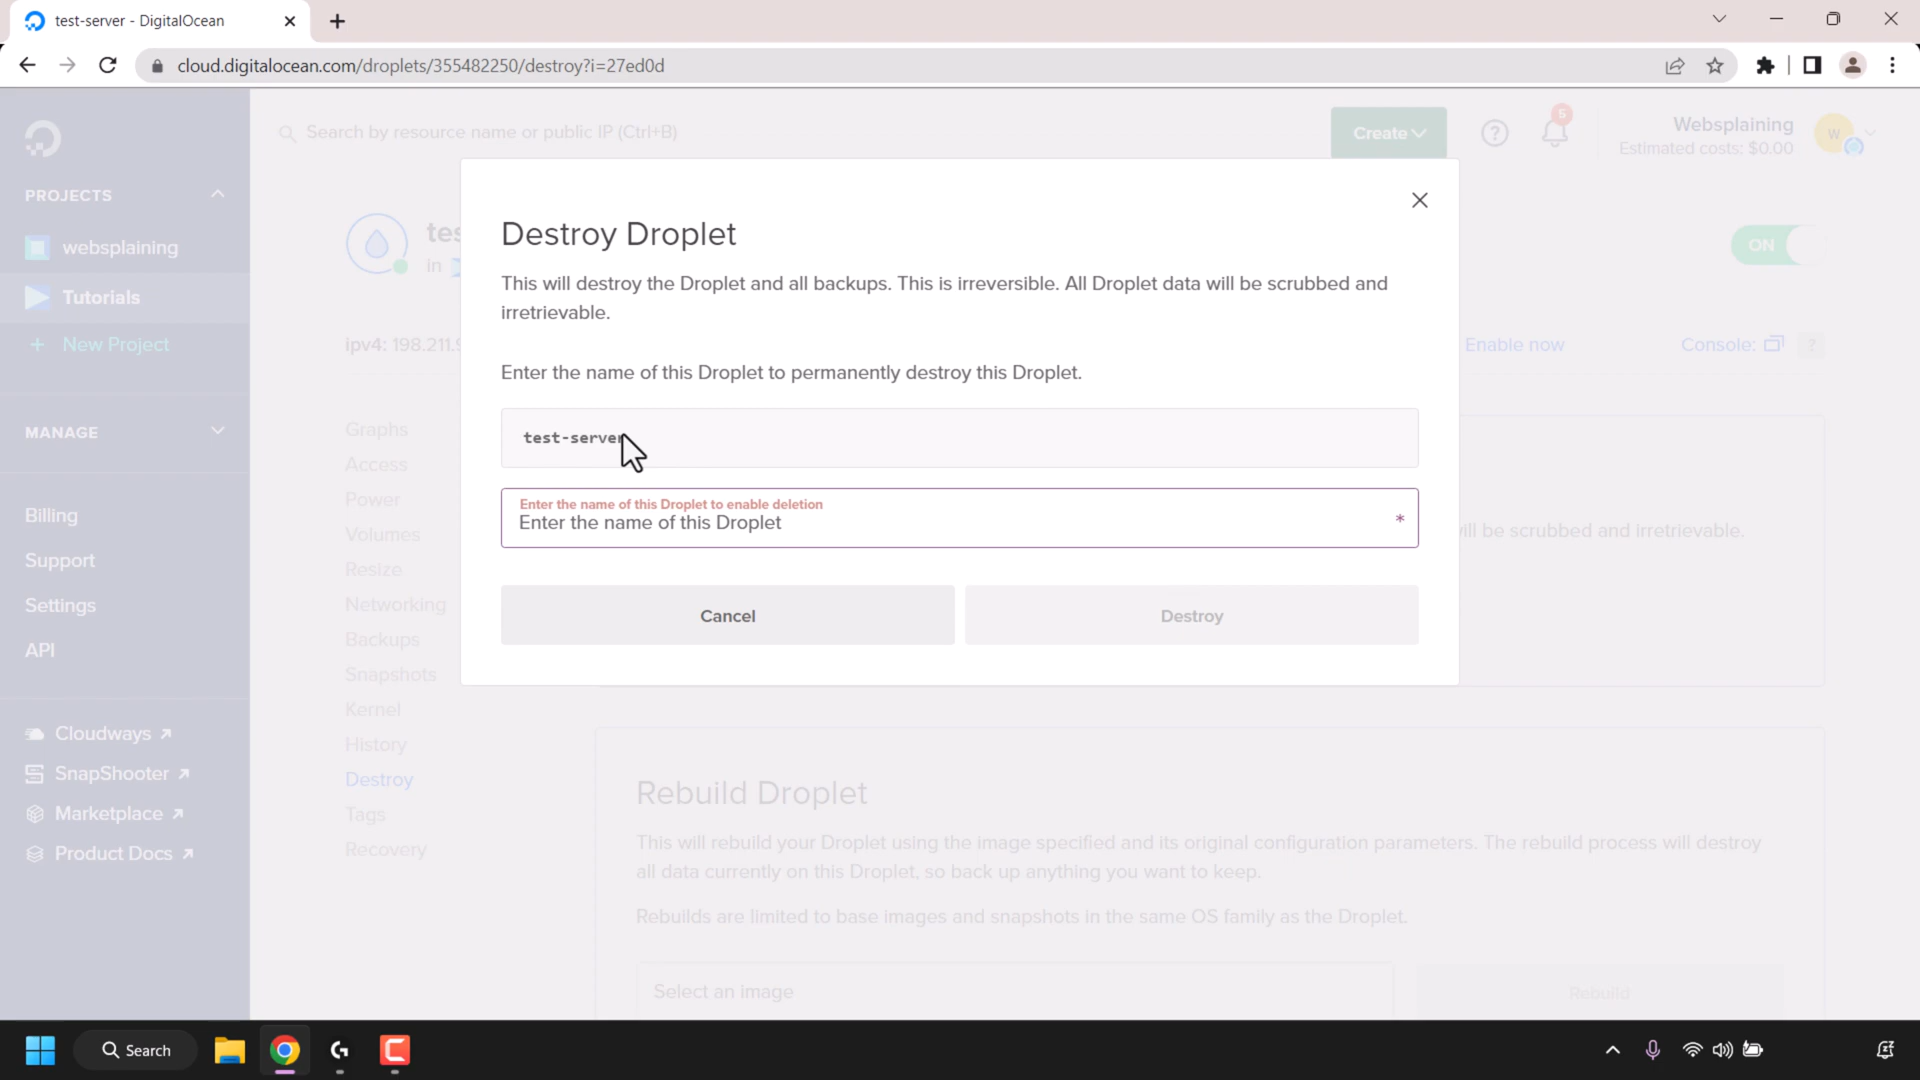 test-server - DigitalOcean
cloud.digitalocean.com/droplets/355482250/destroy?i=27ed0d
Search by resource name or public IP (Ctrl+B)
Create
5
Websplaining
Estimated costs: $0.00
W
PROJECTS
websplaining
Tutorials
+ New Project
MANAGE
Billing
Support
Settings
API
Cloudways
SnapShooter
Marketplace
Product Docs
in
ON
ipv4: 198.211.
Enable now
Console:
?
Graphs
Access
Power
Volumes
Resize
Networking
Backups
Snapshots
Kernel
History
Destroy
Tags
Recovery
Destroy Droplet
This will destroy the Droplet and all backups. This is irreversible. All Droplet data will be scrubbed and
irretrievable.
Enter the name of this Droplet to permanently destroy this Droplet.
test-server
Enter the name of this Droplet to enable deletion
Enter the name of this Droplet *
Cancel
Destroy
will be scrubbed and irretrievable.
Rebuild Droplet
This will rebuild your Droplet using the image specified and its original configuration parameters. The rebuild process will destroy
all data currently on this Droplet, so back up anything you want to keep.
Rebuilds are limited to base images and snapshots in the same OS family as the Droplet.
Select an image
Rebuild
Search